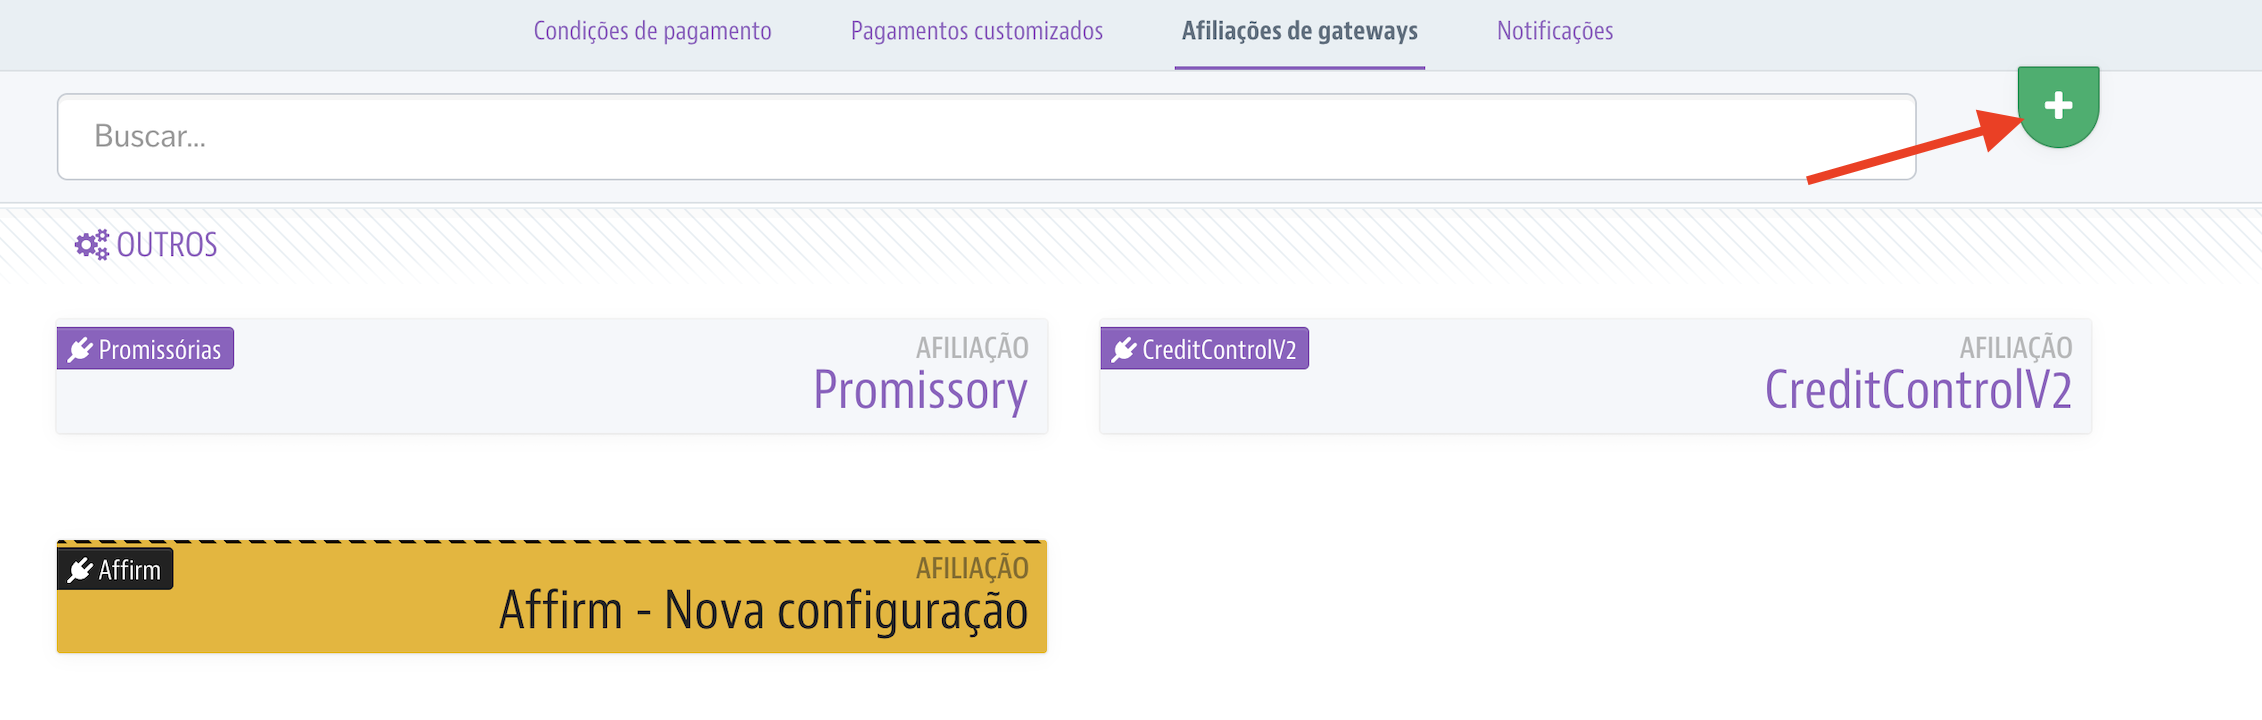 Condições de pagamento Pagamentos customizados Afiliações de gateways Notificações
Buscar...
OUTROS
Promissórias
AFILIAÇÃO
Promissory
CreditControlV2
AFILIAÇÃO
CreditControlV2
Affirm
AFILIAÇÃO
Affirm - Nova configuração